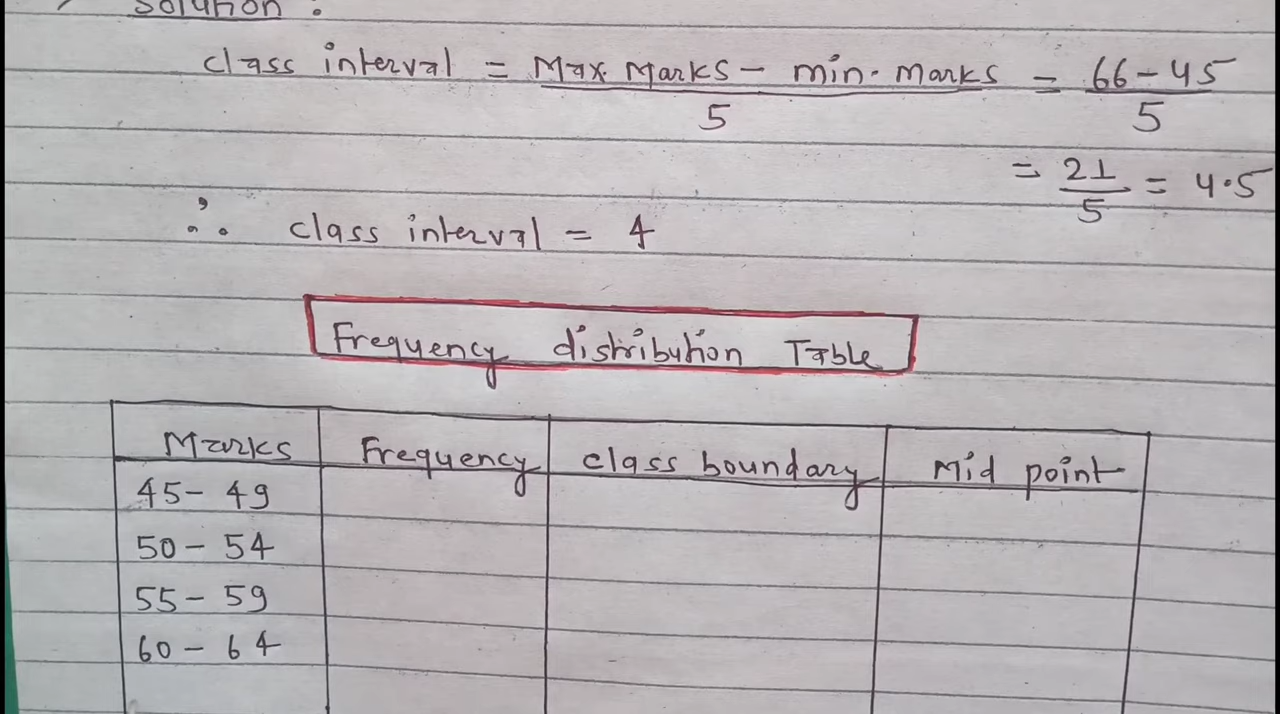 Solution :
class interval = Max. Marks - min. marks / 5 = 66 - 45 / 5
= 21 / 5 = 4.5
∴ class interval = 4
Frequency distribution Table
Marks Frequency class boundary Mid point
45 - 49
50 - 54
55 - 59
60 - 64